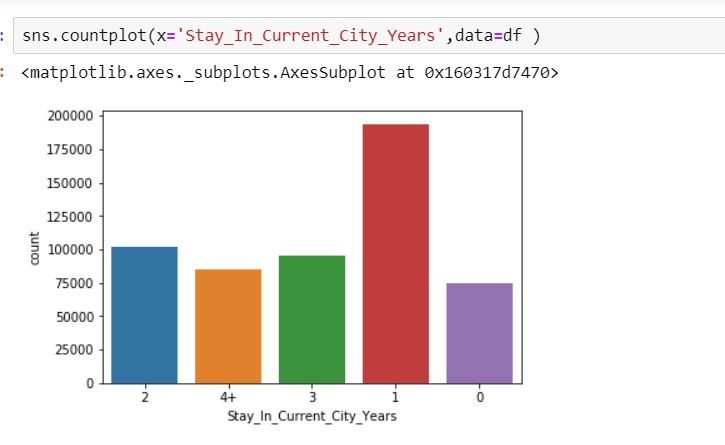 : sns.countplot(x='Stay_In_Current_City_Years',data=df )
: <matplotlib.axes._subplots.AxesSubplot at 0x160317d7470>
200000
175000
150000
125000
100000
75000
50000
25000
0
count
2 4+ 3 1 0
Stay_In_Current_City_Years